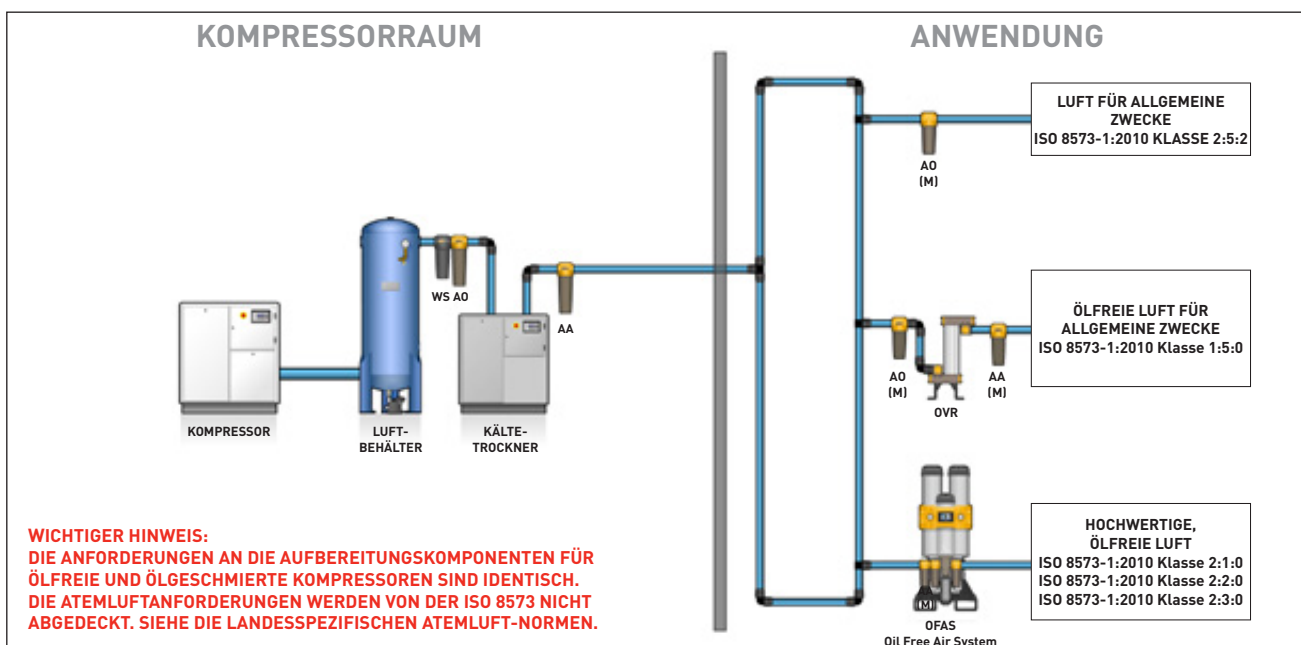 KOMPRESSORRAUM
ANWENDUNG
LUFT FÜR ALLGEMEINE
ZWECKE
ISO 8573-1:2010 KLASSE 2:5:2
AO
(M)
WS AO
AA
ÖLFREIE LUFT FÜR
ALLGEMEINE ZWECKE
ISO 8573-1:2010 Klasse 1:5:0
AO
(M)
OVR
AA
(M)
KOMPRESSOR
LUFT-
BEHÄLTER
KÄLTE-
TROCKNER
HOCHWERTIGE,
ÖLFREIE LUFT
ISO 8573-1:2010 Klasse 2:1:0
ISO 8573-1:2010 Klasse 2:2:0
ISO 8573-1:2010 Klasse 2:3:0
(M)
OFAS
Oil Free Air System
WICHTIGER HINWEIS:
DIE ANFORDERUNGEN AN DIE AUFBEREITUNGSKOMPONENTEN FÜR
ÖLFREIE UND ÖLGESCHMIERTE KOMPRESSOREN SIND IDENTISCH.
DIE ATEMLUFTANFORDERUNGEN WERDEN VON DER ISO 8573 NICHT
ABGEDECKT. SIEHE DIE LANDESSPEZIFISCHEN ATEMLUFT-NORMEN.